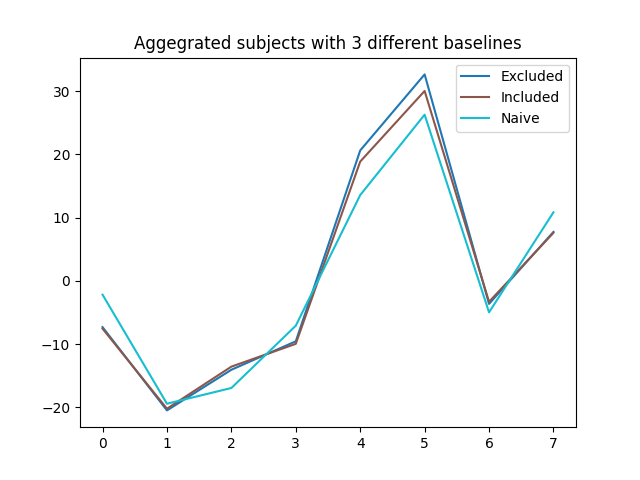 Aggegrated subjects with 3 different baselines
Excluded
Included
Naive
30
20
10
0
−10
−20
0 1 2 3 4 5 6 7